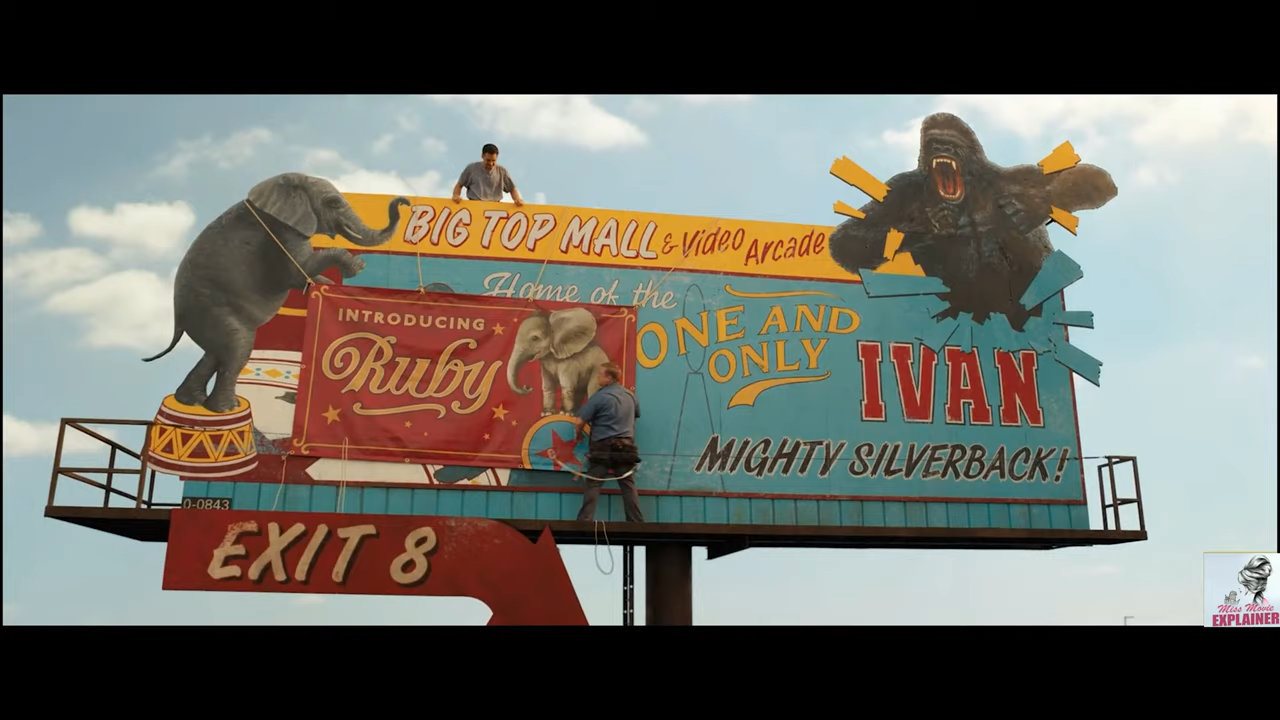 BIG TOP MALL & Video Arcade
Home of the
ONE AND
ONLY
IVAN
MIGHTY SILVERBACK!
INTRODUCING
Ruby
0-0843
EXIT 8
Miss Movie
EXPLAINER